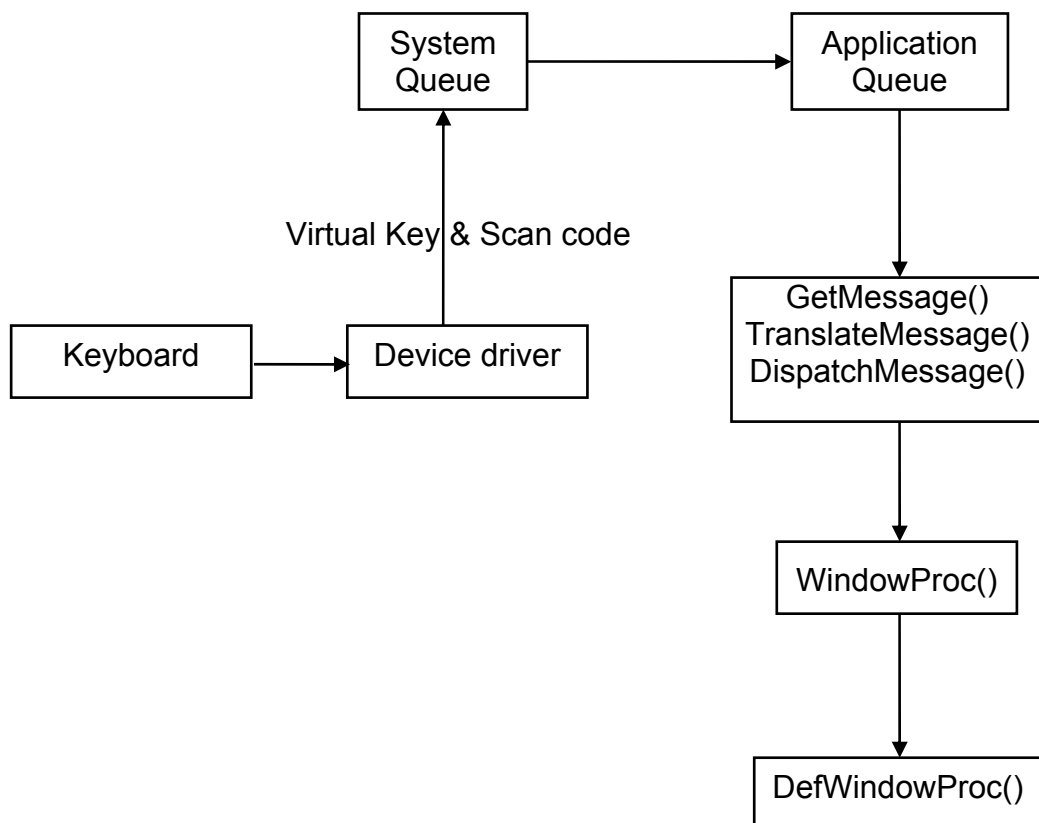 System
Queue
Application
Queue
Virtual Key & Scan code
Keyboard
Device driver
GetMessage()
TranslateMessage()
DispatchMessage()
WindowProc()
DefWindowProc()